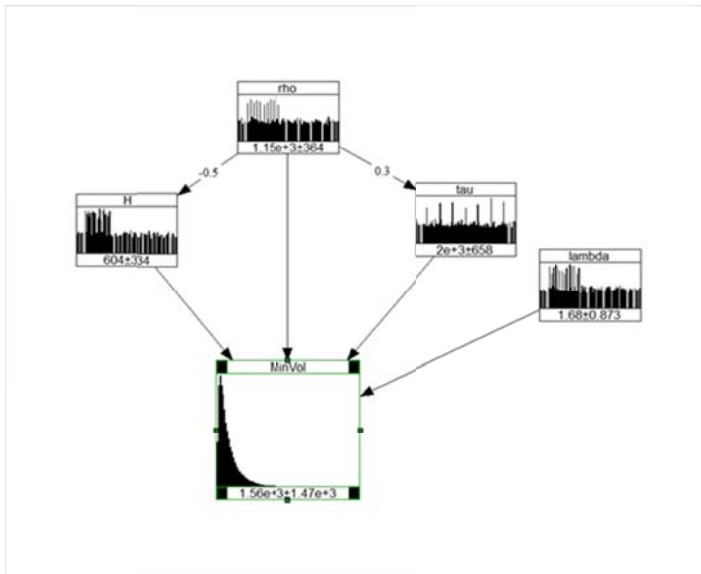 rho
1.15e+3±364
-0.5
0.3
H
604±334
tau
2e+3±658
lambda
1.68±0.873
MinVol
1.56e+3±1.47e+3